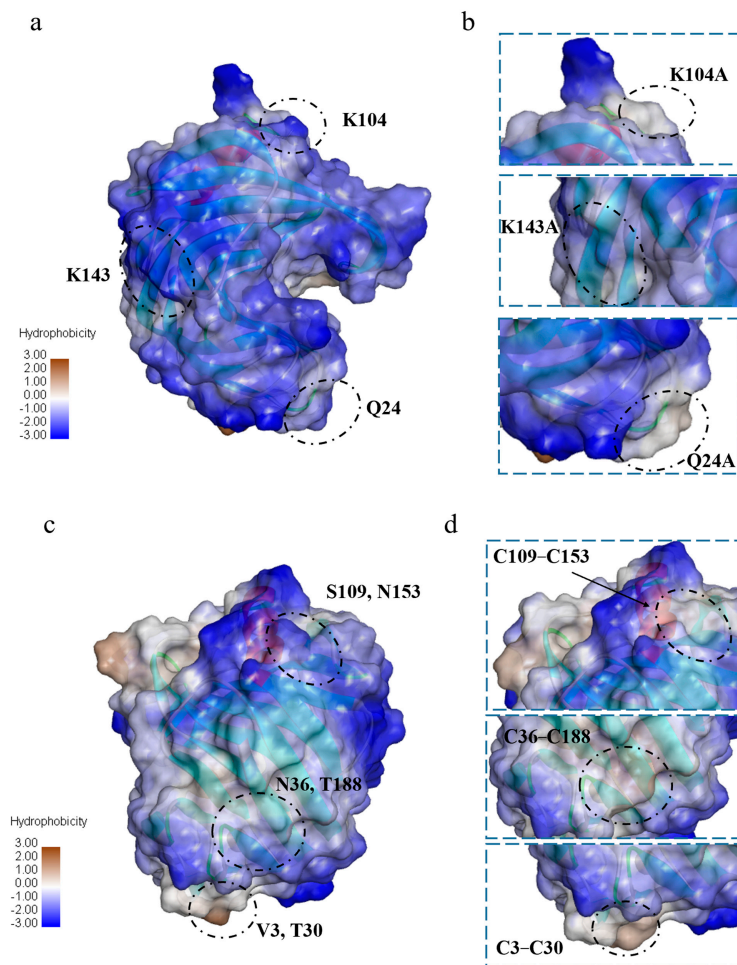 a
b
K104
K104A
K143
K143A
Hydrophobicity
3.00
2.00
1.00
0.00
-1.00
-2.00
-3.00
Q24
Q24A
c
d
S109, N153
C109–C153
N36, T188
C36–C188
Hydrophobicity
3.00
2.00
1.00
0.00
-1.00
-2.00
-3.00
V3, T30
C3–C30